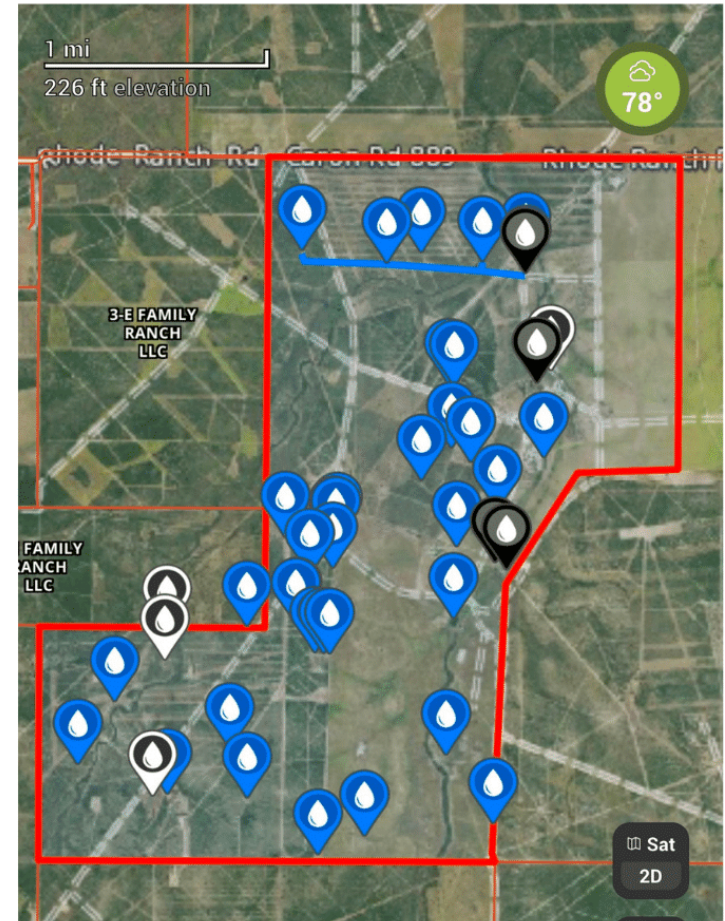 1 mi
226 ft elevation
78°
Rhode Ranch Rd Caron Rd 889
Rhode Ranch
3-E FAMILY
RANCH
LLC
FAMILY
RANCH
LLC
Sat
2D